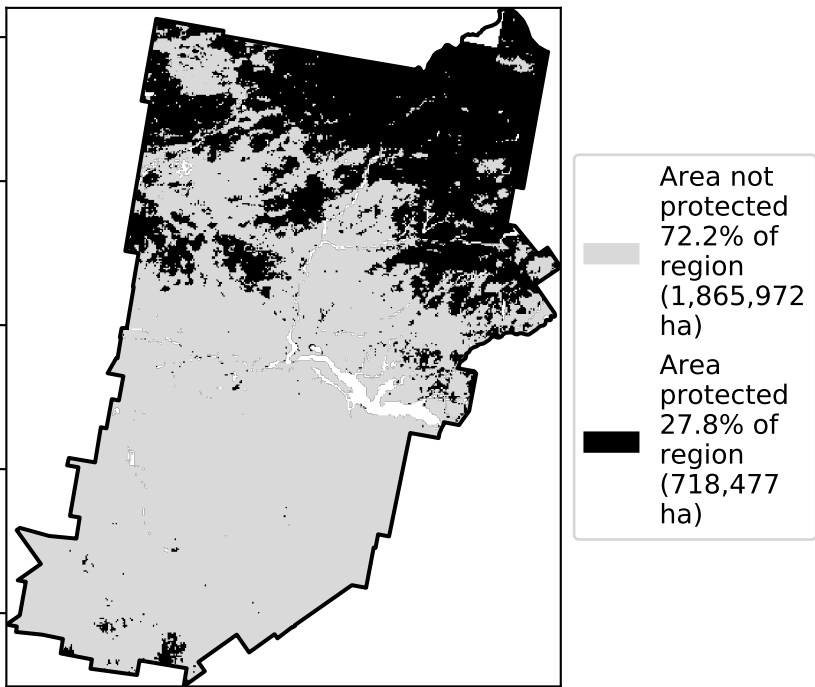 Area not
protected
72.2% of
region
(1,865,972
ha)
Area
protected
27.8% of
region
(718,477
ha)